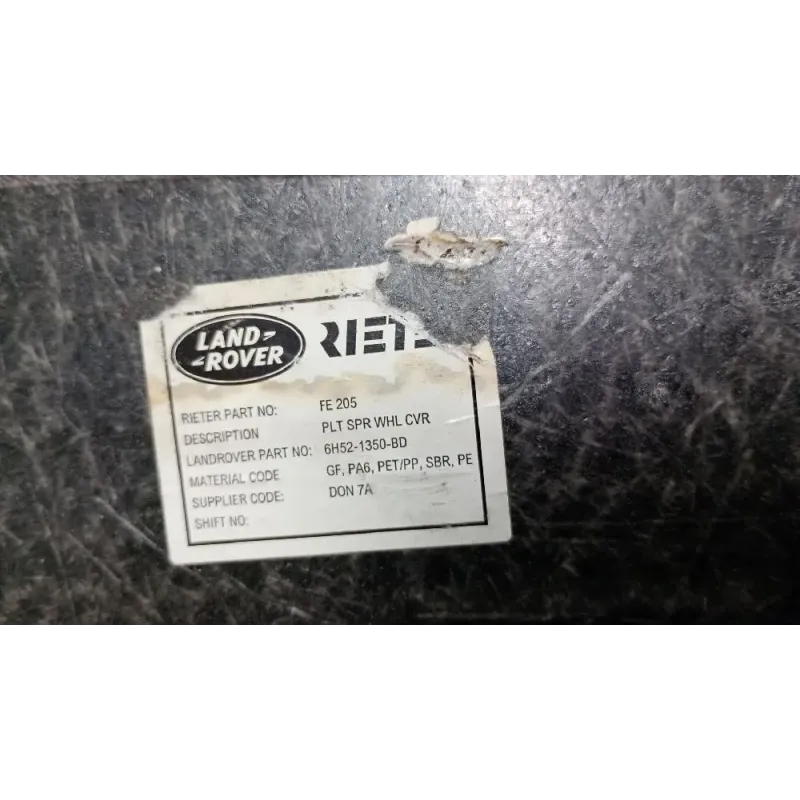 LAND-
-ROVER
RIETER PART NO: FE 205
DESCRIPTION PLT SPR WHL CVR
LANDROVER PART NO: 6H52-1350-BD
MATERIAL CODE GF, PA6, PET/PP, SBR, PE
SUPPLIER CODE: DON 7A
SHIFT NO: